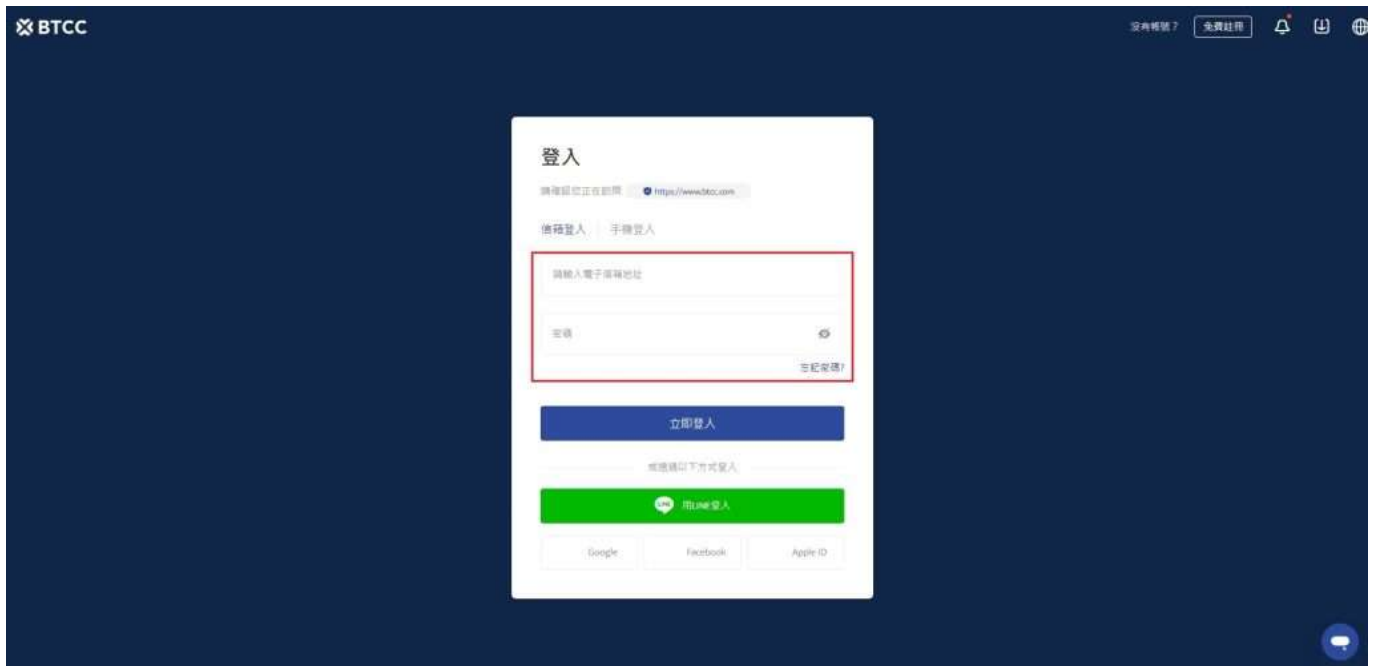 BTCC
沒有帳號？ 免費註冊
登入
請確認您正在訪問 https://www.btcc.com
信箱登入 手機登入
請輸入電子信箱地址
密碼
忘記密碼?
立即登入
或透過以下方式登入
LINE 用LINE登入
Google Facebook Apple ID